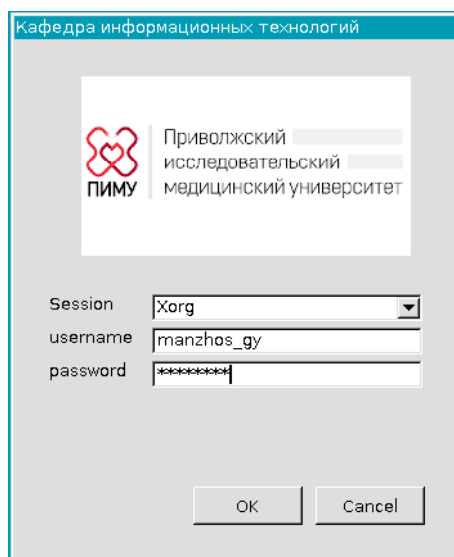 Кафедра информационных технологий
Приволжский
исследовательский
ПИМУ медицинский университет
Session Xorg
username manzhos_gy
password ********
OK Cancel